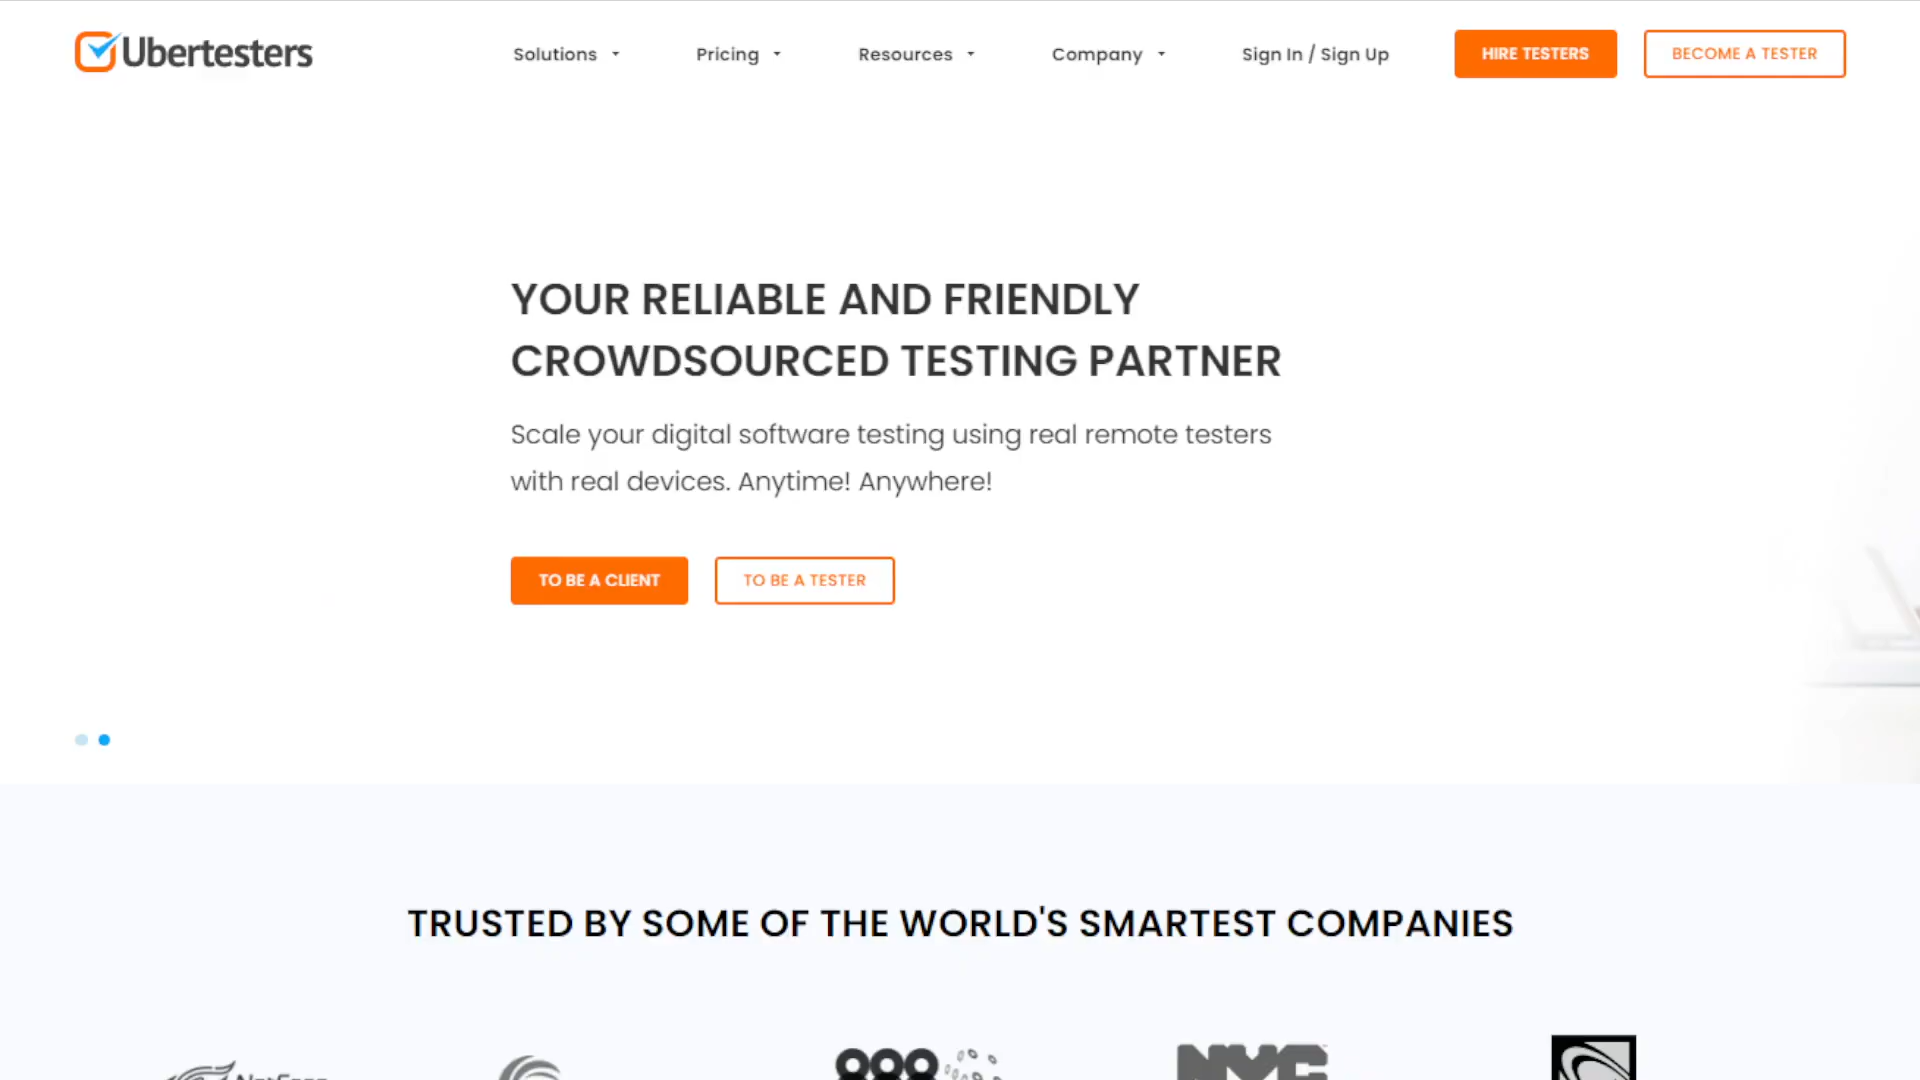 Ubertesters
Solutions
Pricing
Resources
Company
Sign In / Sign Up
HIRE TESTERS
BECOME A TESTER
YOUR RELIABLE AND FRIENDLY
CROWDSOURCED TESTING PARTNER
Scale your digital software testing using real remote testers
with real devices. Anytime! Anywhere!
TO BE A CLIENT
TO BE A TESTER
TRUSTED BY SOME OF THE WORLD'S SMARTEST COMPANIES
NYC